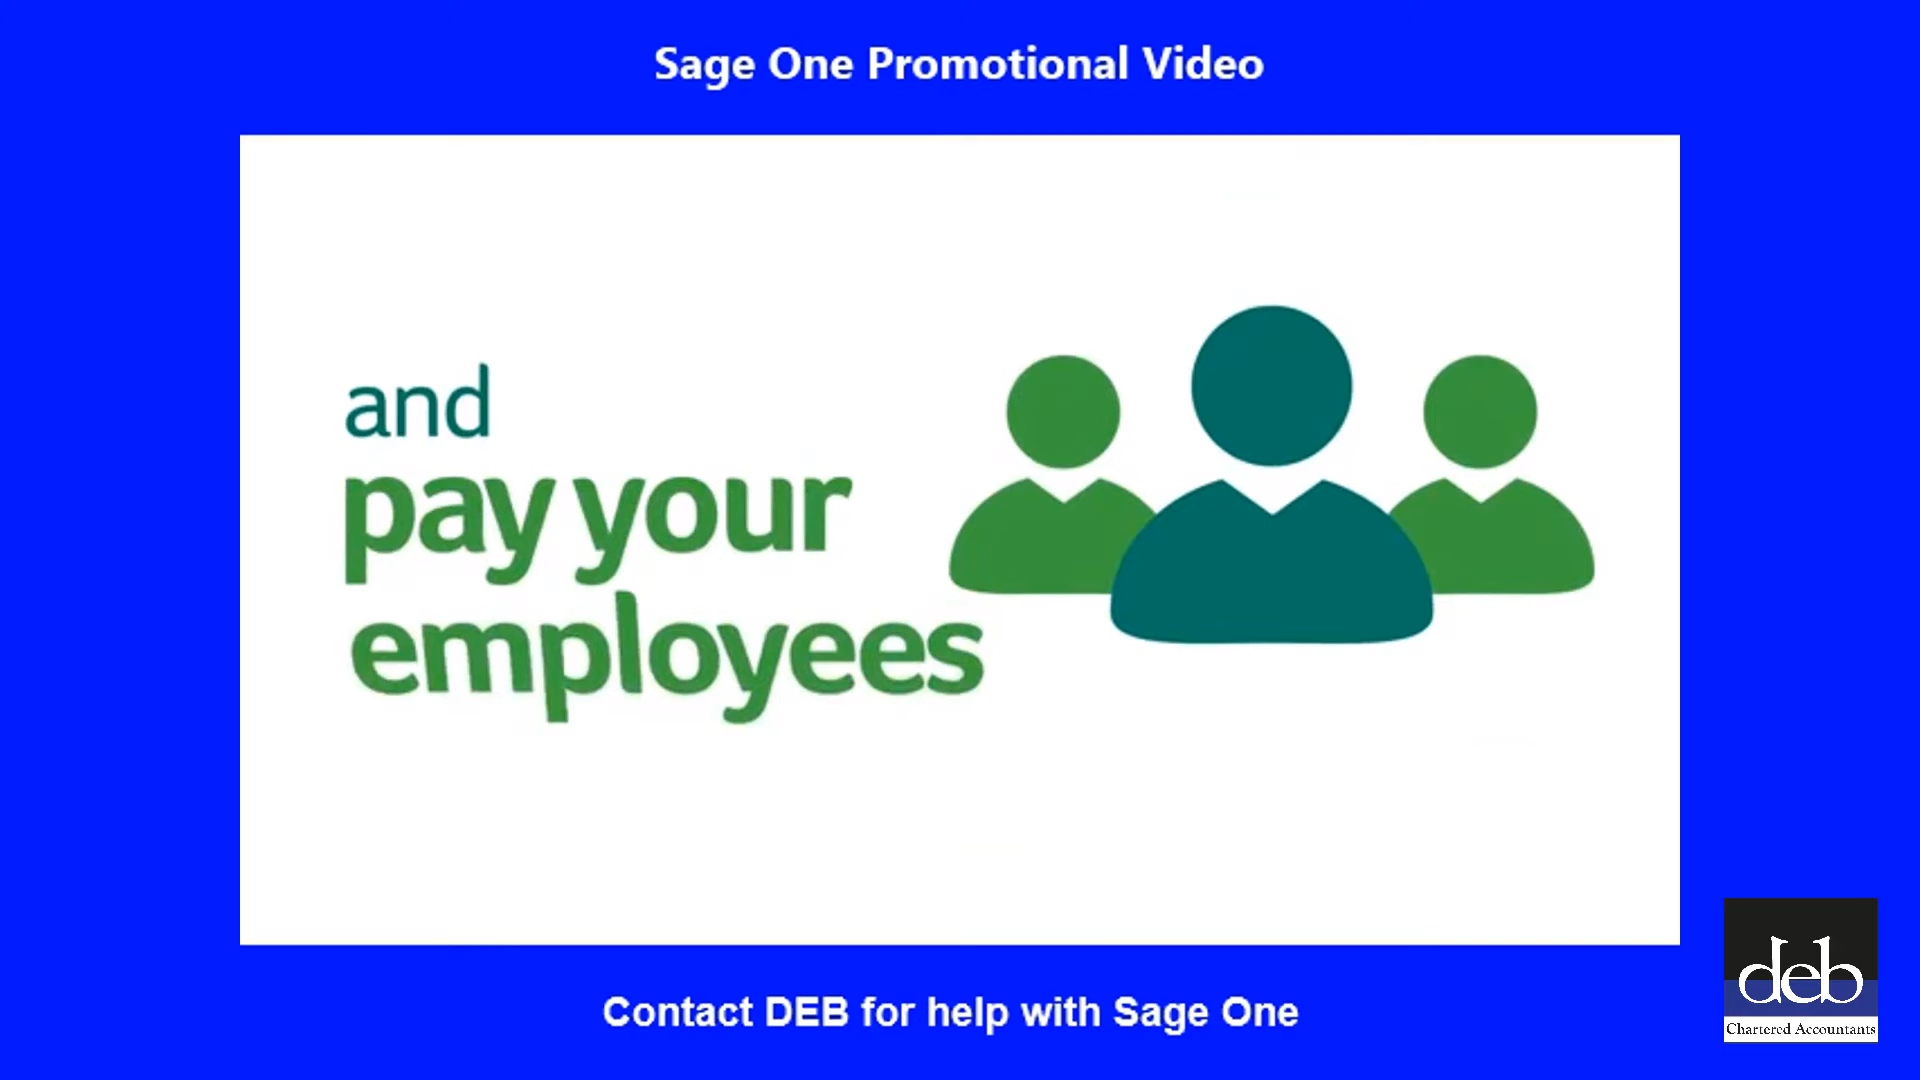 Sage One Promotional Video
and
pay your
employees
Contact DEB for help with Sage One
deb
Chartered Accountants